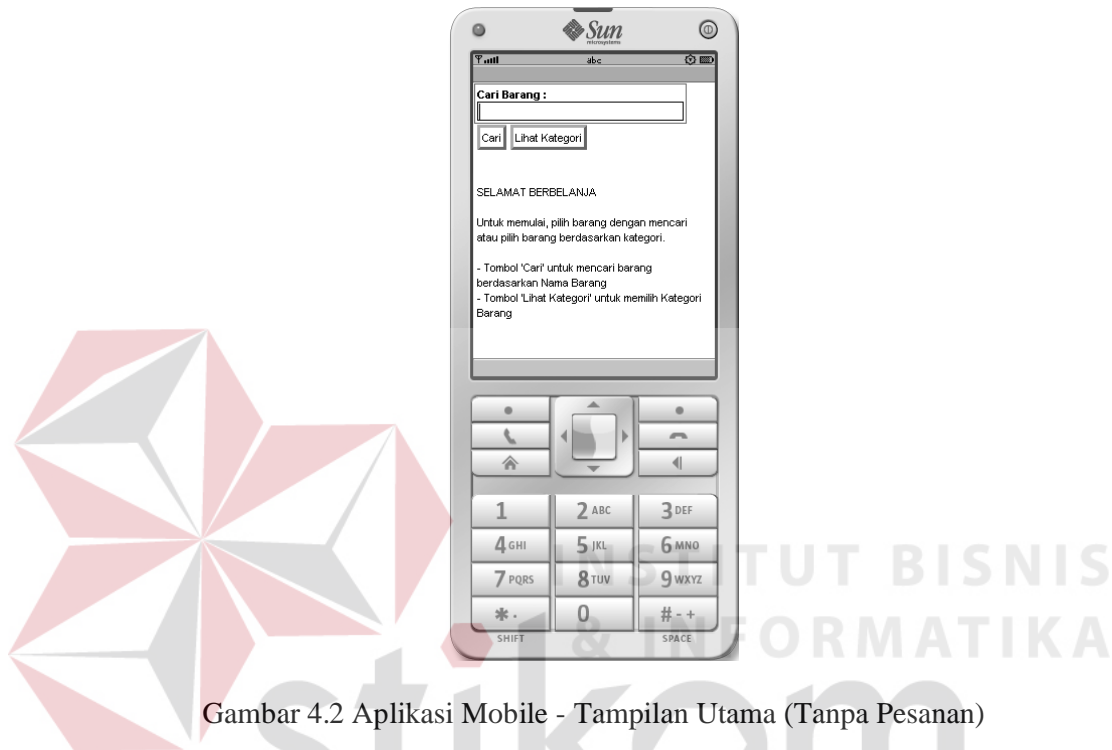 Sun
microsystems
abc
Cari Barang :
Cari Lihat Kategori
SELAMAT BERBELANJA
Untuk memulai, pilih barang dengan mencari
atau pilih barang berdasarkan kategori.
- Tombol 'Cari' untuk mencari barang
berdasarkan Nama Barang
- Tombol 'Lihat Kategori' untuk memilih Kategori
Barang
1 2 ABC 3 DEF
4 GHI 5 JKL 6 MNO
7 PQRS 8 TUV 9 WXYZ
* . 0 # - +
SHIFT SPACE
INSTITUT BISNIS
& INFORMATIKA
stikom
Gambar 4.2 Aplikasi Mobile - Tampilan Utama (Tanpa Pesanan)